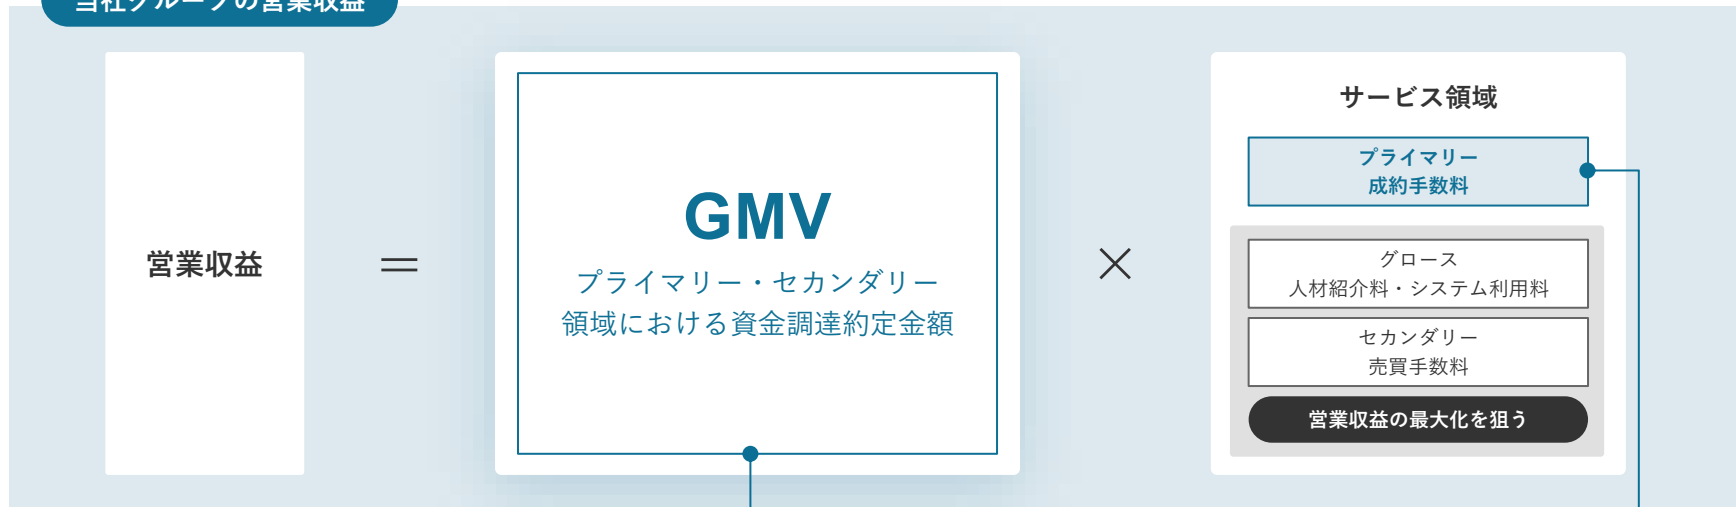 当社グループの営業収益
営業収益
＝
GMV
プライマリー・セカンダリー
領域における資金調達約定金額
×
サービス領域
プライマリー
成約手数料
グロース
人材紹介料・システム利用料
セカンダリー
売買手数料
営業収益の最大化を狙う